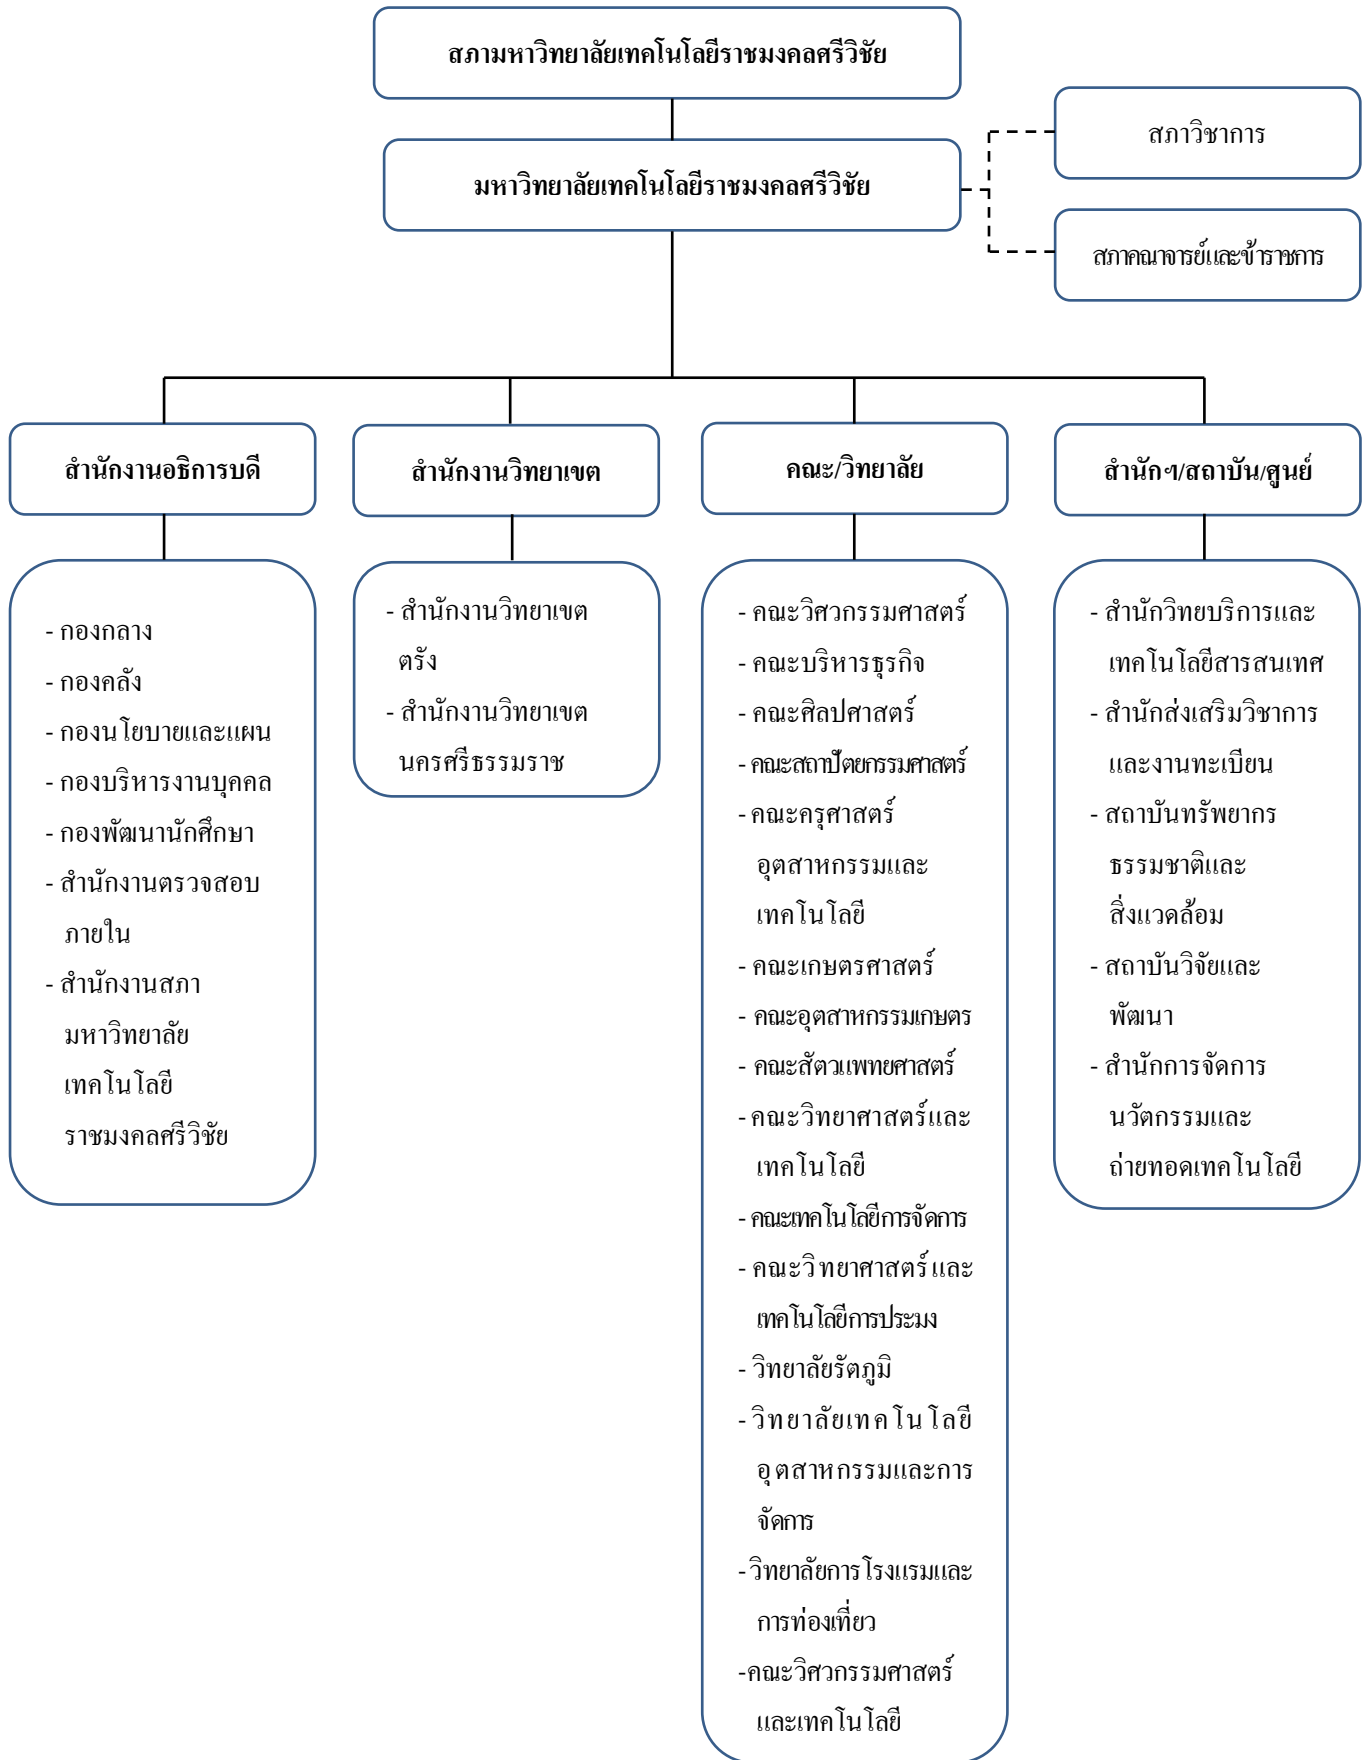 สภามหาวิทยาลัยเทคโนโลยีราชมงคลศรีวิชัย
มหาวิทยาลัยเทคโนโลยีราชมงคลศรีวิชัย
สภาวิชาการ
สภาคณาจารย์และข้าราชการ
สำนักงานอธิการบดี
- กองกลาง
- กองคลัง
- กองนโยบายและแผน
- กองบริหารงานบุคคล
- กองพัฒนานักศึกษา
- สำนักงานตรวจสอบ
ภายใน
- สำนักงานสภา
มหาวิทยาลัย
เทคโนโลยี
ราชมงคลศรีวิชัย
สำนักงานวิทยาเขต
- สำนักงานวิทยาเขต
ตรัง
- สำนักงานวิทยาเขต
นครศรีธรรมราช
คณะ/วิทยาลัย
- คณะวิศวกรรมศาสตร์
- คณะบริหารธุรกิจ
- คณะศิลปศาสตร์
- คณะสถาปัตยกรรมศาสตร์
- คณะครุศาสตร์
อุตสาหกรรมและ
เทคโนโลยี
- คณะเกษตรศาสตร์
- คณะอุตสาหกรรมเกษตร
- คณะสัตวแพทยศาสตร์
- คณะวิทยาศาสตร์และ
เทคโนโลยี
- คณะเทคโนโลยีการจัดการ
- คณะวิทยาศาสตร์และ
เทคโนโลยีการประมง
- วิทยาลัยรัตภูมิ
- วิทยาลัยเทคโนโลยี
อุตสาหกรรมและการ
จัดการ
- วิทยาลัยการโรงแรมและ
การท่องเที่ยว
-คณะวิศวกรรมศาสตร์
และเทคโนโลยี
สำนักฯ/สถาบัน/ศูนย์
- สำนักวิทยบริการและ
เทคโนโลยีสารสนเทศ
- สำนักส่งเสริมวิชาการ
และงานทะเบียน
- สถาบันทรัพยากร
ธรรมชาติและ
สิ่งแวดล้อม
- สถาบันวิจัยและ
พัฒนา
- สำนักการจัดการ
นวัตกรรมและ
ถ่ายทอดเทคโนโลยี